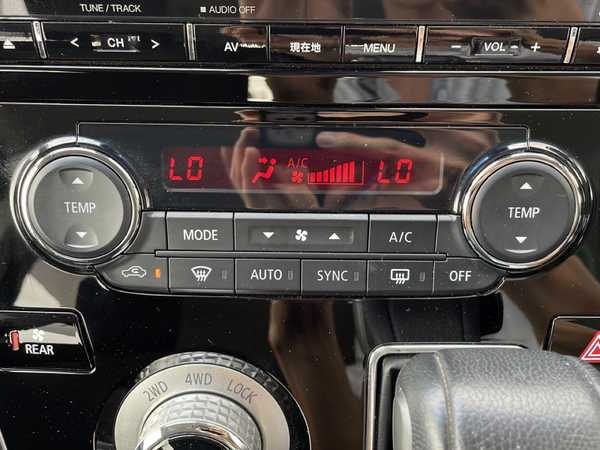 TUNE / TRACK
AUDIO OFF
< CH >
AV
現在地
MENU
− VOL +
LO A/C LO
TEMP
MODE
A/C
TEMP
AUTO
SYNC
OFF
REAR
2WD 4WD LOCK